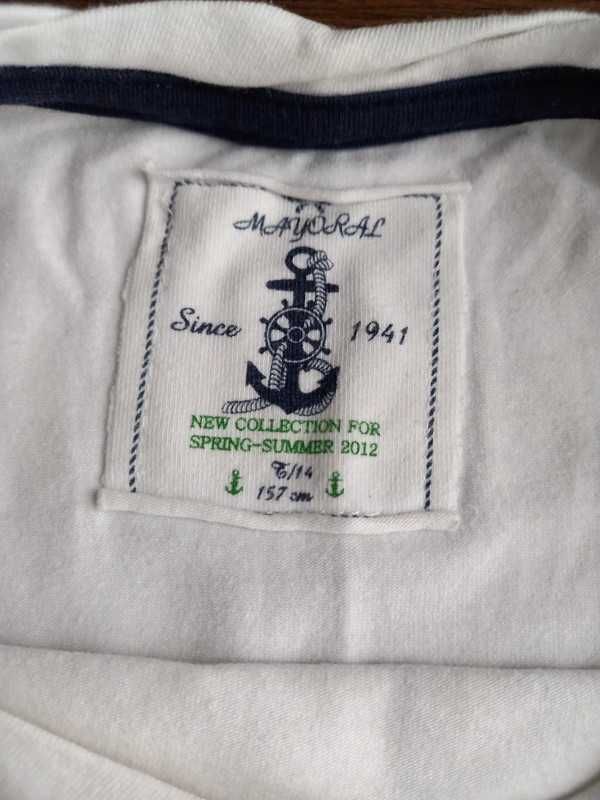 MAYORAL
Since 1941
NEW COLLECTION FOR
SPRING-SUMMER 2012
T/14
157 cm